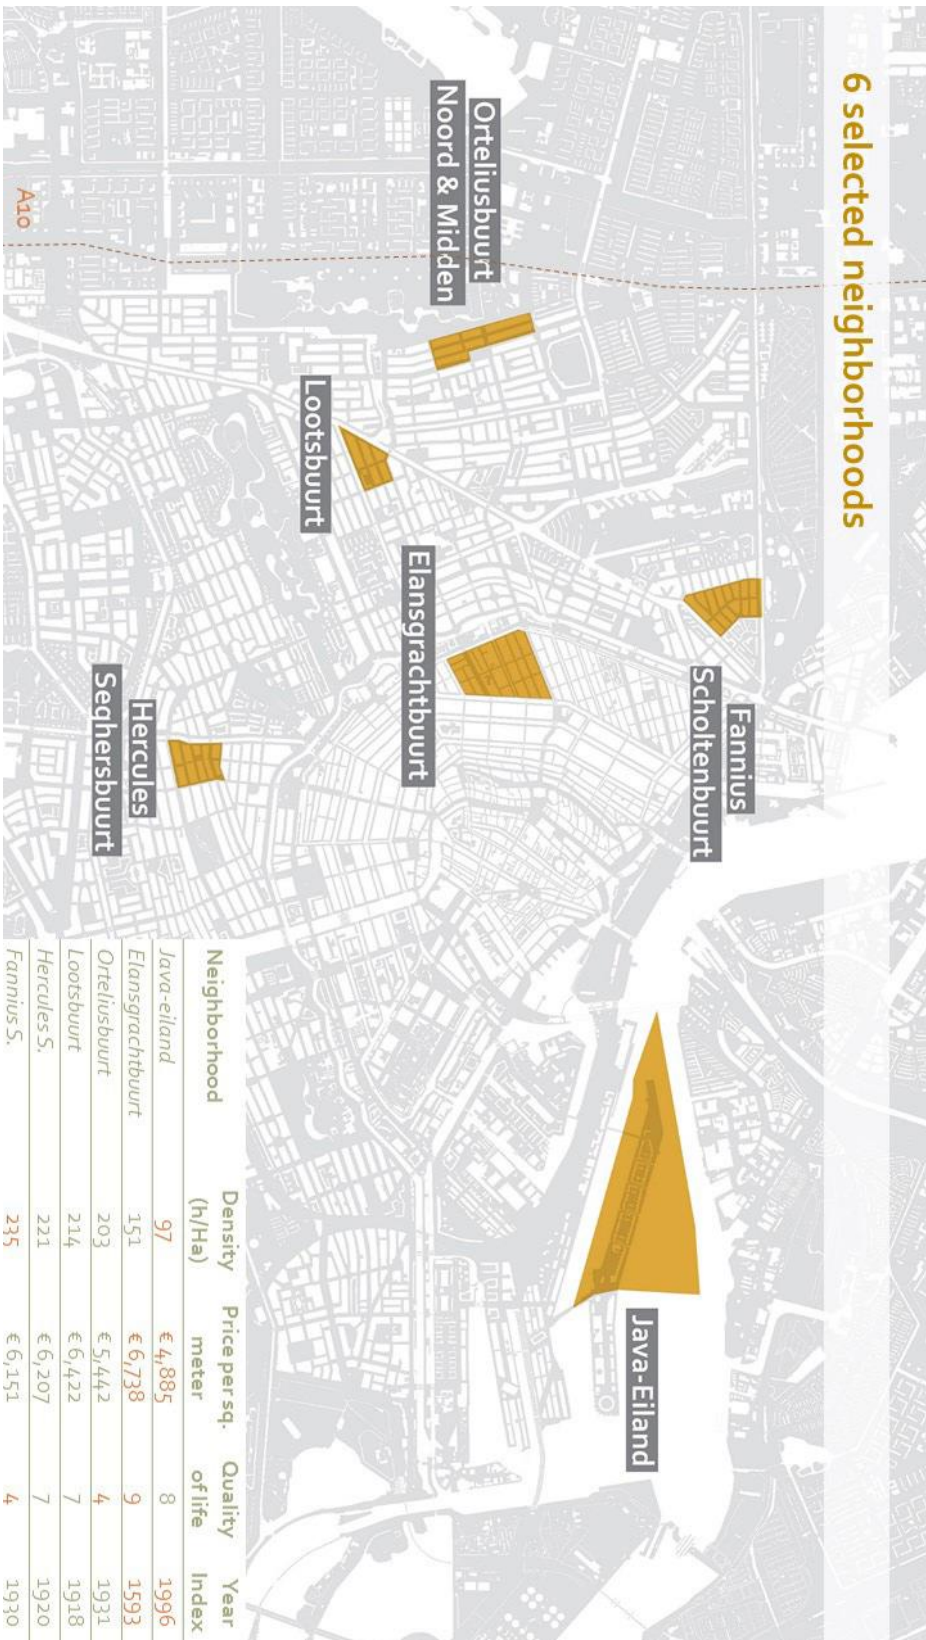 6 selected neighborhoods
Orteliusbuurt
Noord & Midden
A10
Lootsbuurt
Elansgrachtbuurt
Fannius
Scholtenbuurt
Hercules
Seghersbuurt
Java-Eiland
Neighborhood Density (h/Ha) Price per sq. meter Quality of life Year Index
Java-eiland 97 € 4,885 8 1996
Elansgrachtbuurt 151 € 6,738 9 1593
Orteliusbuurt 203 € 5,442 4 1931
Lootsbuurt 214 € 6,422 7 1918
Hercules S. 221 € 6,207 7 1920
Fannius S. 235 € 6,151 4 1930